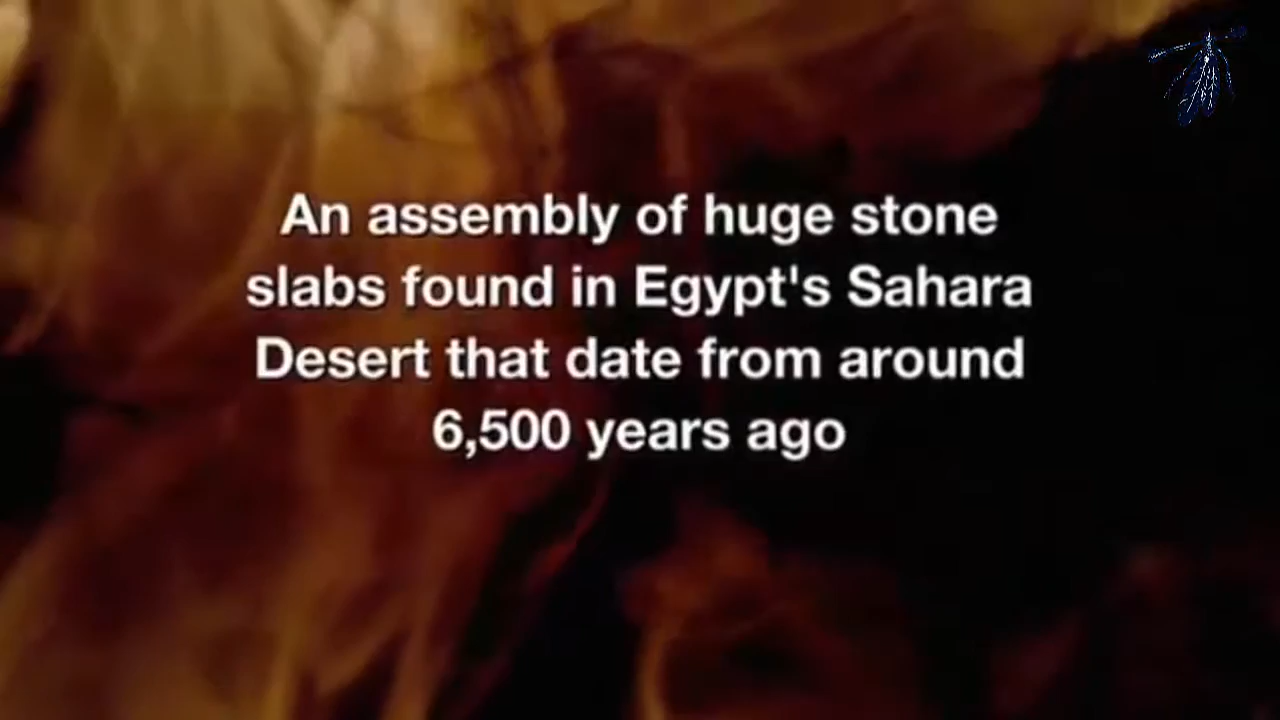 An assembly of huge stone
slabs found in Egypt's Sahara
Desert that date from around
6,500 years ago